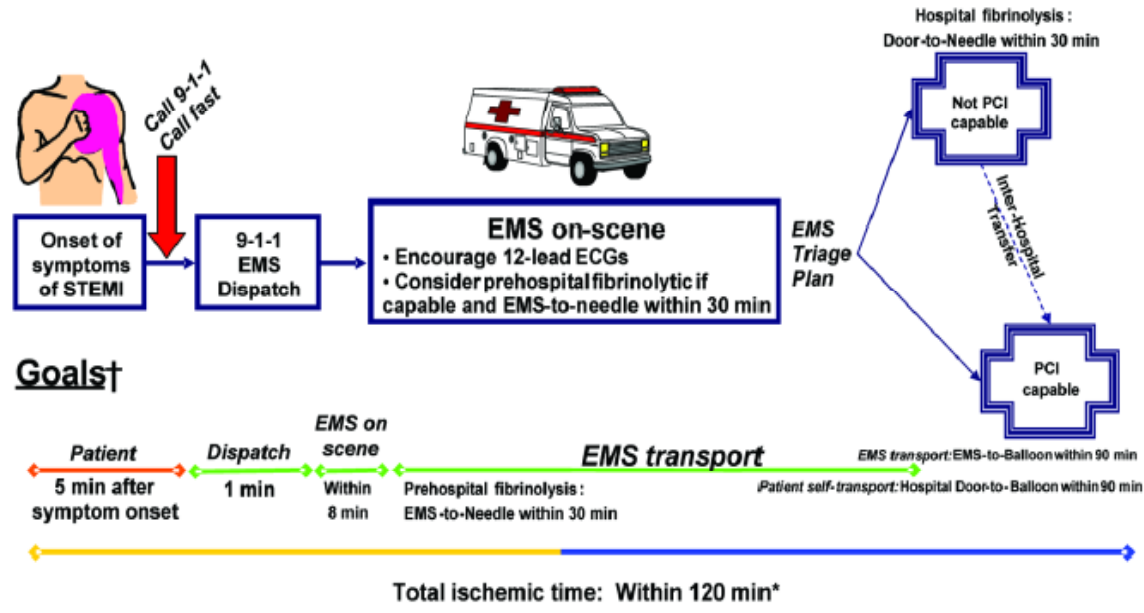 Hospital fibrinolysis :
Door-to-Needle within 30 min
Call 9-1-1
Call fast
Not PCI
capable
Onset of
symptoms
of STEMI
9-1-1
EMS
Dispatch
EMS on-scene
• Encourage 12-lead ECGs
• Consider prehospital fibrinolytic if
capable and EMS-to-needle within 30 min
EMS
Triage
Plan
Inter-Hospital
Transfer
PCI
capable
Goals†
Patient
5 min after
symptom onset
Dispatch
1 min
EMS on
scene
Within
8 min
EMS transport
Prehospital fibrinolysis :
EMS-to-Needle within 30 min
EMS transport: EMS-to-Balloon within 90 min
Patient self-transport: Hospital Door-to-Balloon within 90 min
Total ischemic time: Within 120 min*